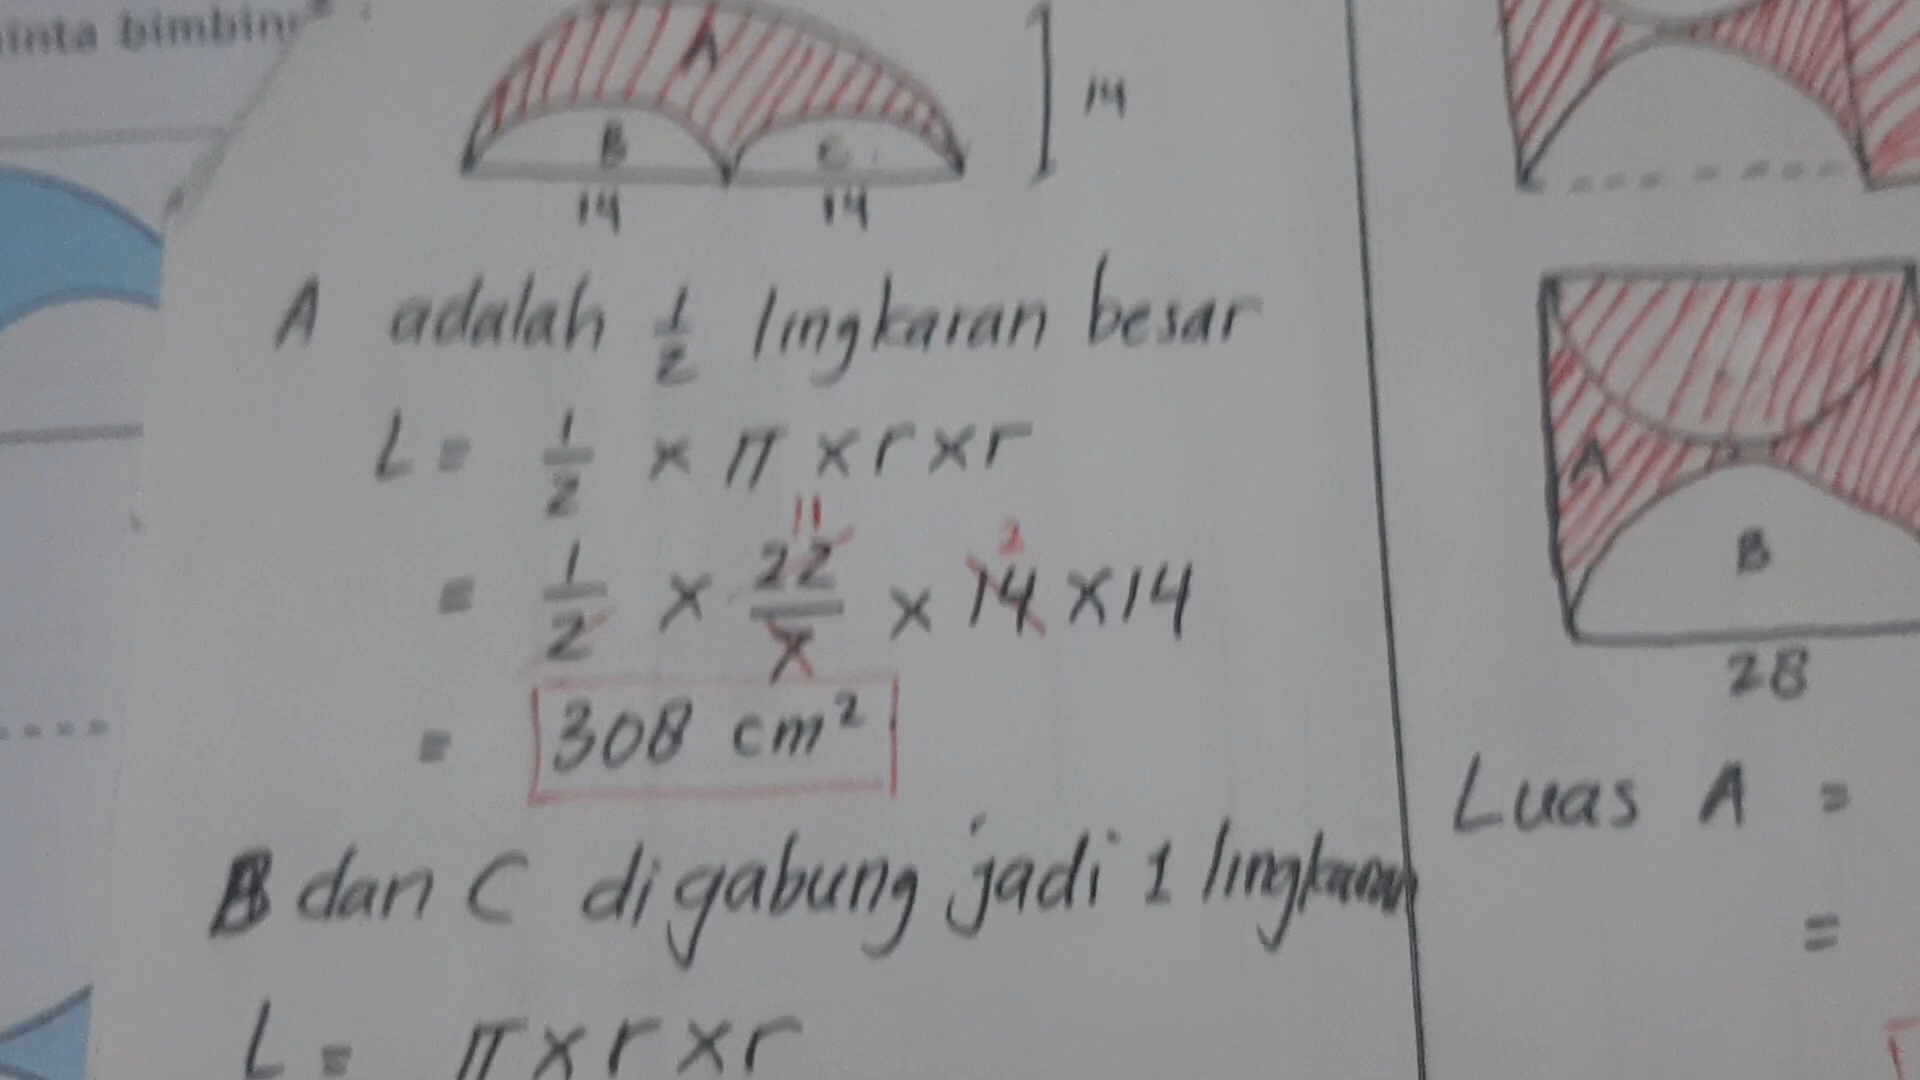 bimbin
A
B
C
14
14
14
A adalah 1/2 lingkaran besar
L = 1/2 × π × r × r
11 2
= 1/2 × 22/7 × 14 × 14
= 308 cm²
B dan C digabung jadi 1 lingkaran
L = π × r × r
A
B
28
Luas A =
=